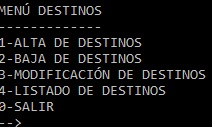 MENÚ DESTINOS
-------------
1-ALTA DE DESTINOS
2-BAJA DE DESTINOS
3-MODIFICACIÓN DE DESTINOS
4-LISTADO DE DESTINOS
0-SALIR
-->